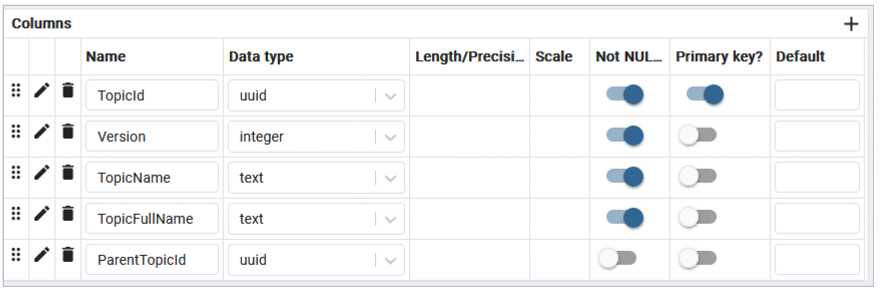 Columns
Name Data type Length/Precisi... Scale Not NUL... Primary key? Default
TopicId uuid
Version integer
TopicName text
TopicFullName text
ParentTopicId uuid